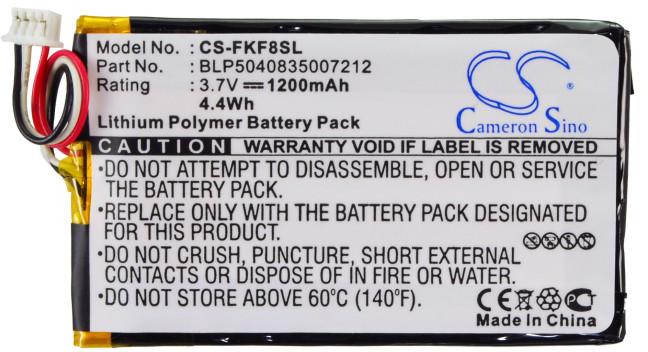 Model No. : CS-FKF8SL
Part No. : BLP5040835007212
Rating : 3.7V 1200mAh
4.4Wh
Lithium Polymer Battery Pack
CS
Cameron Sino
CAUTION WARRANTY VOID IF LABEL IS REMOVED
•DO NOT ATTEMPT TO DISASSEMBLE, OPEN OR SERVICE
THE BATTERY PACK.
•REPLACE ONLY WITH THE BATTERY PACK DESIGNATED
FOR THIS PRODUCT.
•DO NOT CRUSH, PUNCTURE, SHORT EXTERNAL
CONTACTS OR DISPOSE OF IN FIRE OR WATER.
•DO NOT STORE ABOVE 60°C (140°F).
CE
Made In China